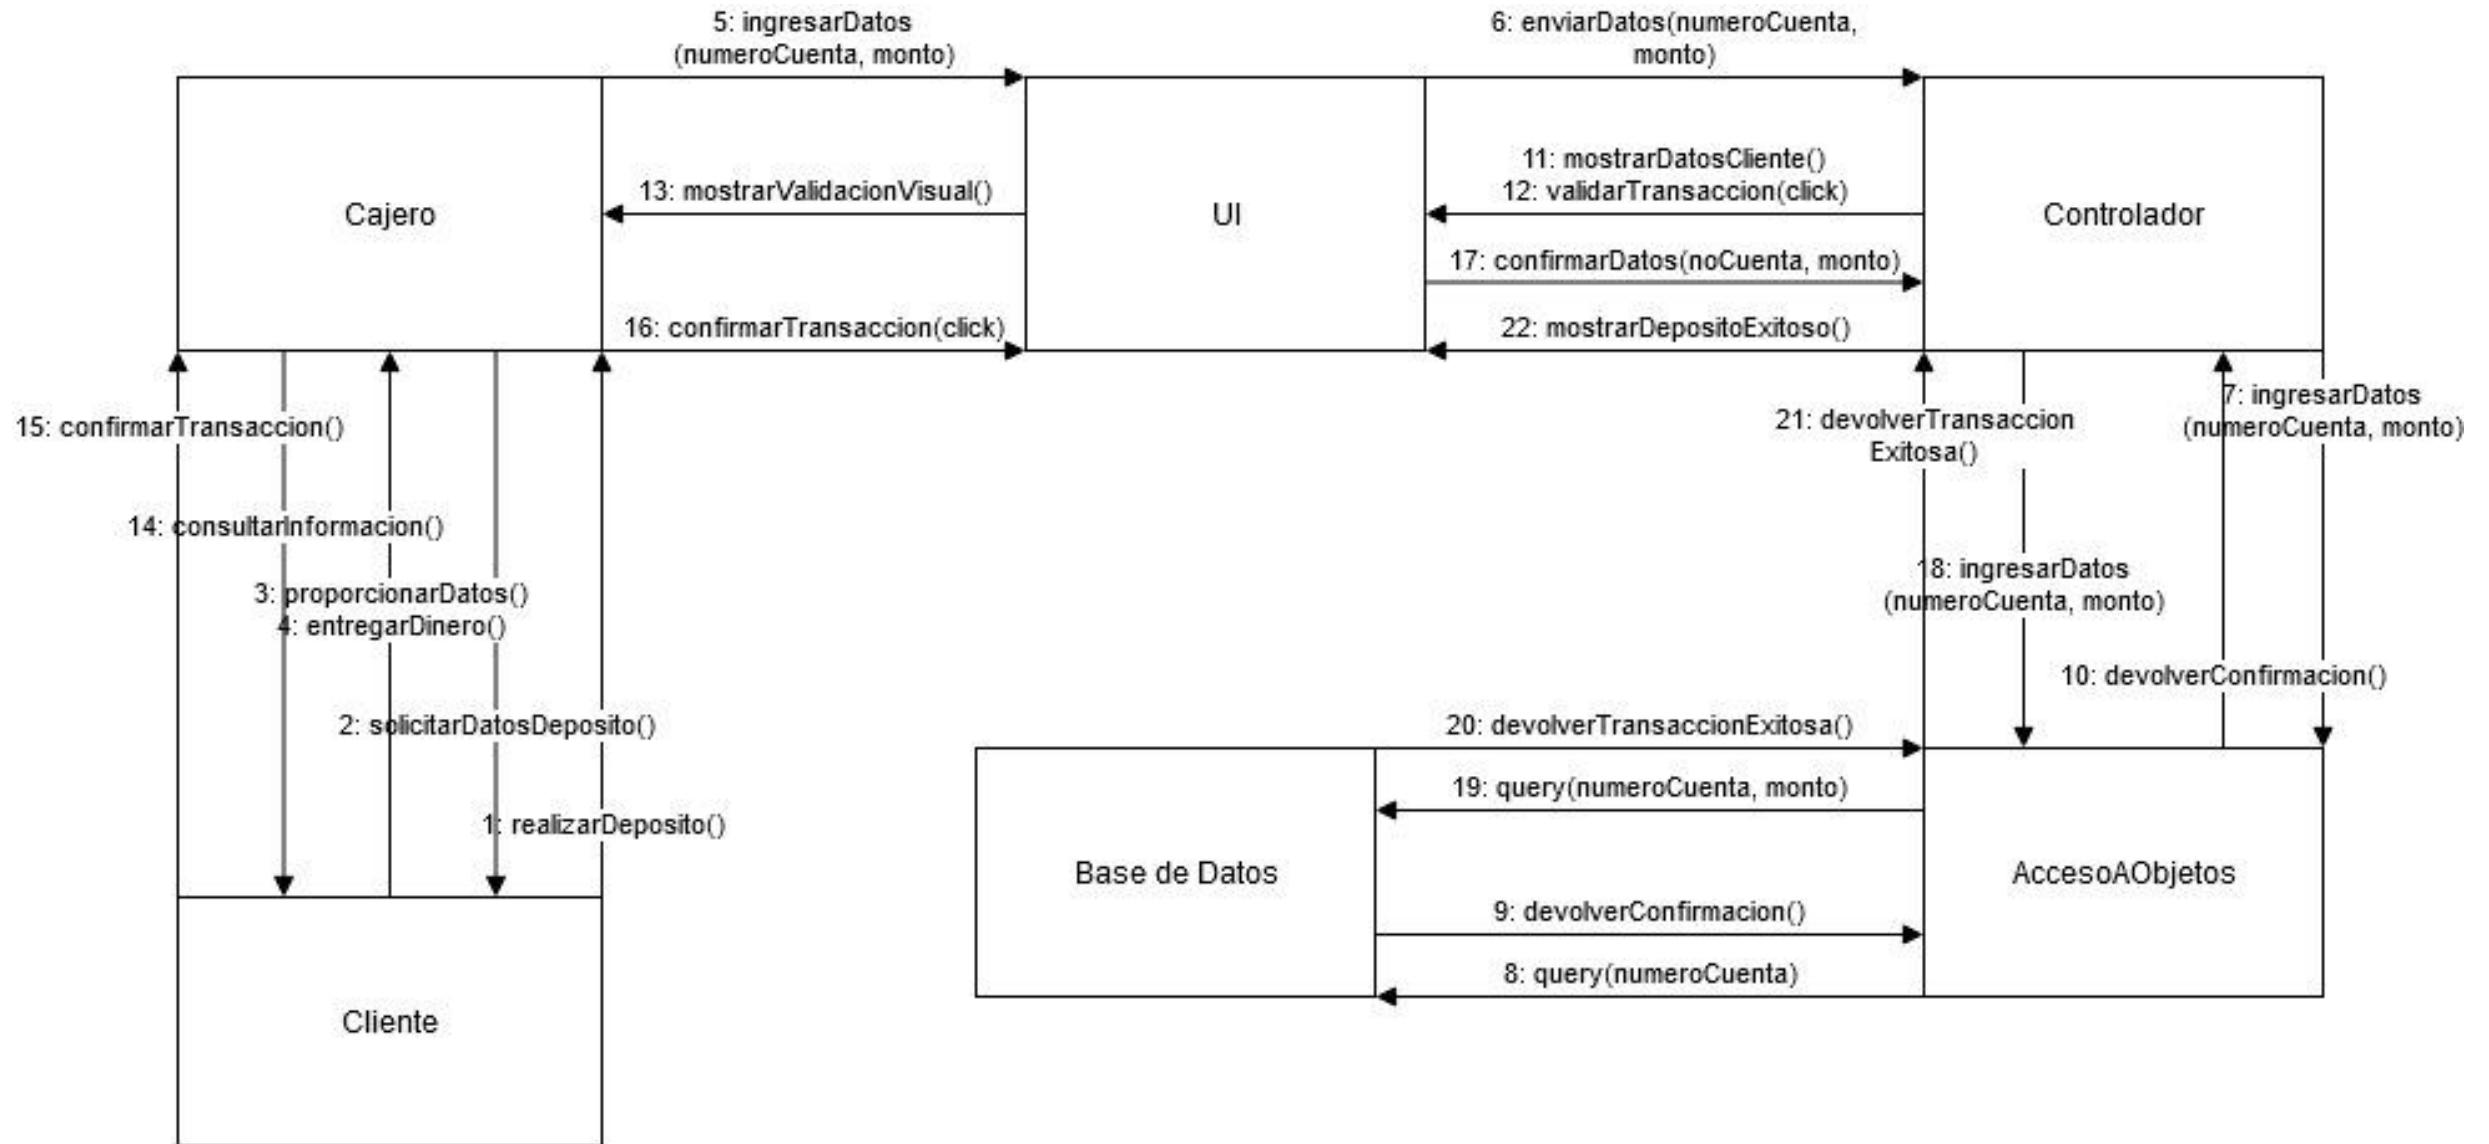 5: ingresarDatos
(numeroCuenta, monto)
6: enviarDatos(numeroCuenta,
monto)
11: mostrarDatosCliente()
12: validarTransaccion(click)
13: mostrarValidacionVisual()
Cajero
UI
Controlador
17: confirmarDatos(noCuenta, monto)
16: confirmarTransaccion(click)
22: mostrarDepositoExitoso()
15: confirmarTransaccion()
21: devolverTransaccion
Exitosa()
7: ingresarDatos
(numeroCuenta, monto)
14: consultarInformacion()
3: proporcionarDatos()
4: entregarDinero()
18: ingresarDatos
(numeroCuenta, monto)
10: devolverConfirmacion()
2: solicitarDatosDeposito()
20: devolverTransaccionExitosa()
19: query(numeroCuenta, monto)
1: realizarDeposito()
Base de Datos
AccesoAObjetos
9: devolverConfirmacion()
8: query(numeroCuenta)
Cliente